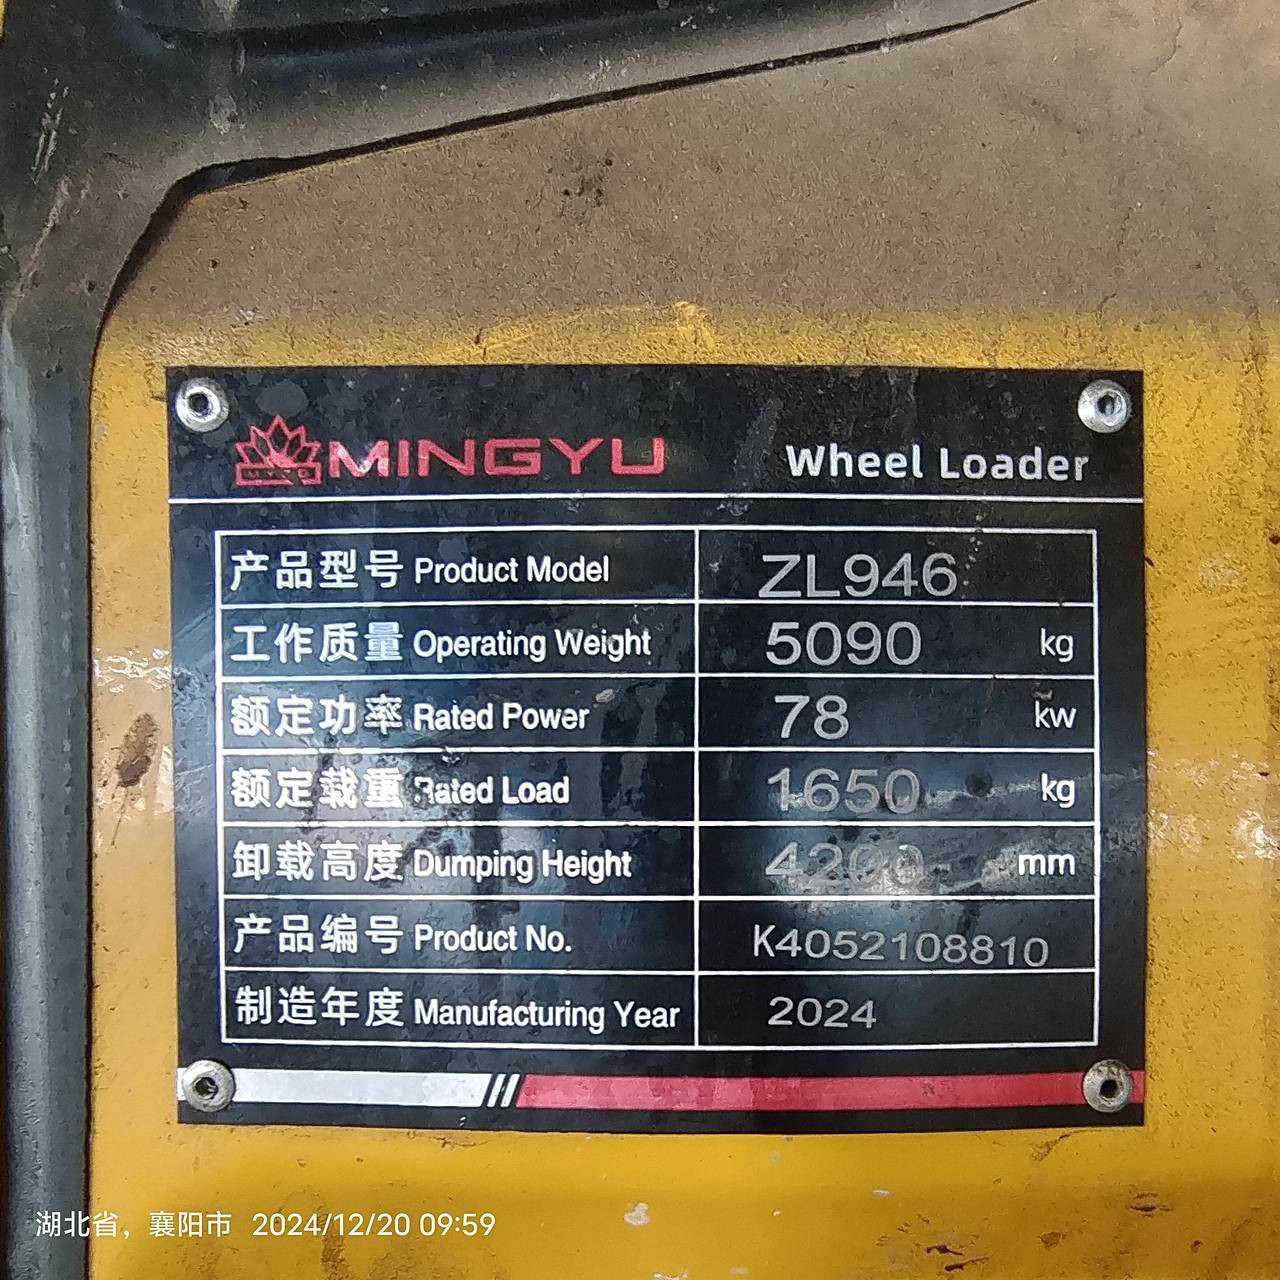 MINGYU Wheel Loader
产品型号 Product Model ZL946
工作质量 Operating Weight 5090 kg
额定功率 Rated Power 78 kw
额定载重 Rated Load 1650 kg
卸载高度 Dumping Height 4200 mm
产品编号 Product No. K4052108810
制造年度 Manufacturing Year 2024
湖北省，襄阳市 2024/12/20 09:59